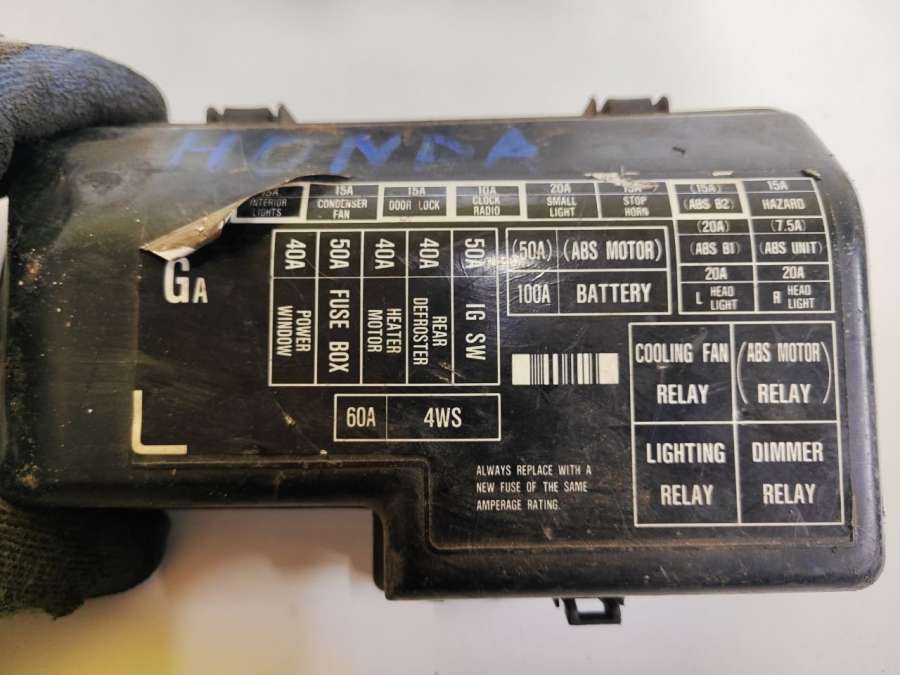 HONDA
15A
INTERIOR
LIGHTS
15A
CONDENSER
FAN
15A
DOOR LOCK
10A
CLOCK
RADIO
20A
SMALL
LIGHT
15A
STOP
HORN
(15A)
(ABS B2)
15A
HAZARD
(20A)
(ABS B1)
(7.5A)
(ABS UNIT)
20A
L HEAD
LIGHT
20A
R HEAD
LIGHT
GA
40A
POWER
WINDOW
50A
FUSE BOX
40A
HEATER
MOTOR
40A
REAR
DEFROSTER
50A
IG SW
(50A) (ABS MOTOR)
100A BATTERY
60A 4WS
L
COOLING FAN
RELAY
(ABS MOTOR
RELAY)
LIGHTING
RELAY
DIMMER
RELAY
ALWAYS REPLACE WITH A
NEW FUSE OF THE SAME
AMPERAGE RATING.